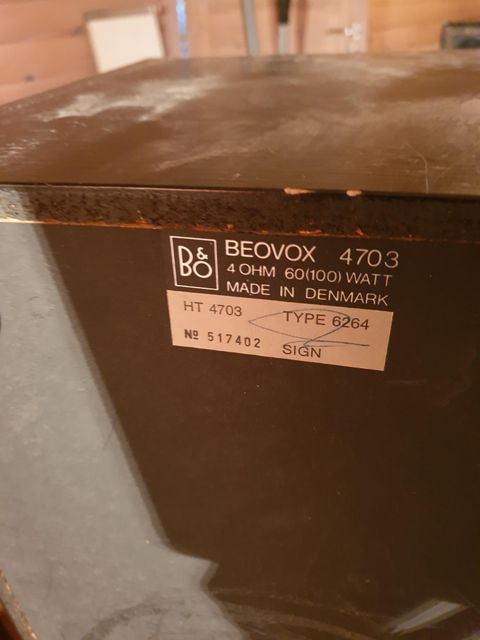 B&O
BEOVOX 4703
4 OHM 60(100) WATT
MADE IN DENMARK
HT 4703 TYPE 6264
Nº 517402 SIGN